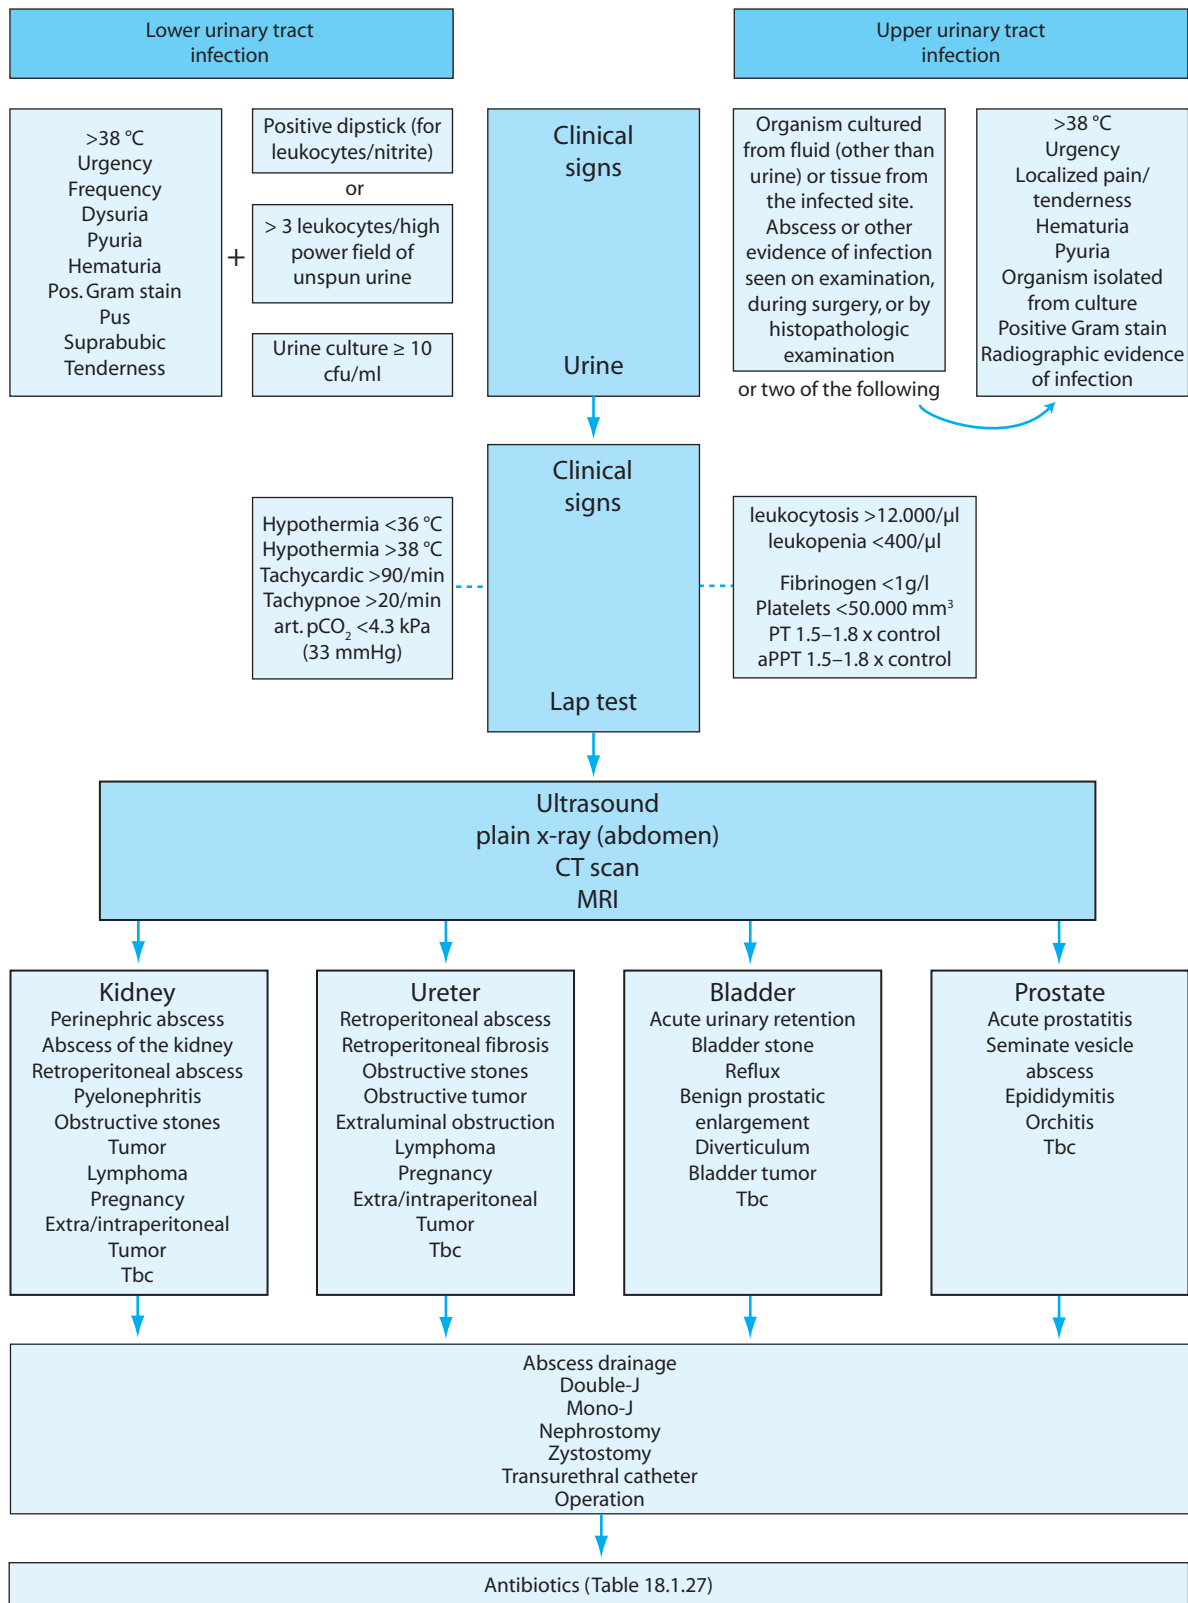 Lower urinary tract
infection
Upper urinary tract
infection
>38 °C
Urgency
Frequency
Dysuria
Pyuria
Hematuria
Pos. Gram stain
Pus
Suprabubic
Tenderness
+
Positive dipstick (for
leukocytes/nitrite)
or
> 3 leukocytes/high
power field of
unspun urine
Urine culture ≥ 10
cfu/ml
Clinical
signs
Urine
Organism cultured
from fluid (other than
urine) or tissue from
the infected site.
Abscess or other
evidence of infection
seen on examination,
during surgery, or by
histopathologic
examination
or two of the following
>38 °C
Urgency
Localized pain/
tenderness
Hematuria
Pyuria
Organism isolated
from culture
Positive Gram stain
Radiographic evidence
of infection
Hypothermia <36 °C
Hypothermia >38 °C
Tachycardic >90/min
Tachypnoe >20/min
art. pCO₂ <4.3 kPa
(33 mmHg)
Clinical
signs
Lap test
leukocytosis >12.000/µl
leukopenia <400/µl
Fibrinogen <1g/l
Platelets <50.000 mm³
PT 1.5–1.8 x control
aPPT 1.5–1.8 x control
Ultrasound
plain x-ray (abdomen)
CT scan
MRI
Kidney
Perinephric abscess
Abscess of the kidney
Retroperitoneal abscess
Pyelonephritis
Obstructive stones
Tumor
Lymphoma
Pregnancy
Extra/intraperitoneal
Tumor
Tbc
Ureter
Retroperitoneal abscess
Retroperitoneal fibrosis
Obstructive stones
Obstructive tumor
Extraluminal obstruction
Lymphoma
Pregnancy
Extra/intraperitoneal
Tumor
Tbc
Bladder
Acute urinary retention
Bladder stone
Reflux
Benign prostatic
enlargement
Diverticulum
Bladder tumor
Tbc
Prostate
Acute prostatitis
Seminate vesicle
abscess
Epididymitis
Orchitis
Tbc
Abscess drainage
Double-J
Mono-J
Nephrostomy
Zystostomy
Transurethral catheter
Operation
Antibiotics (Table 18.1.27)